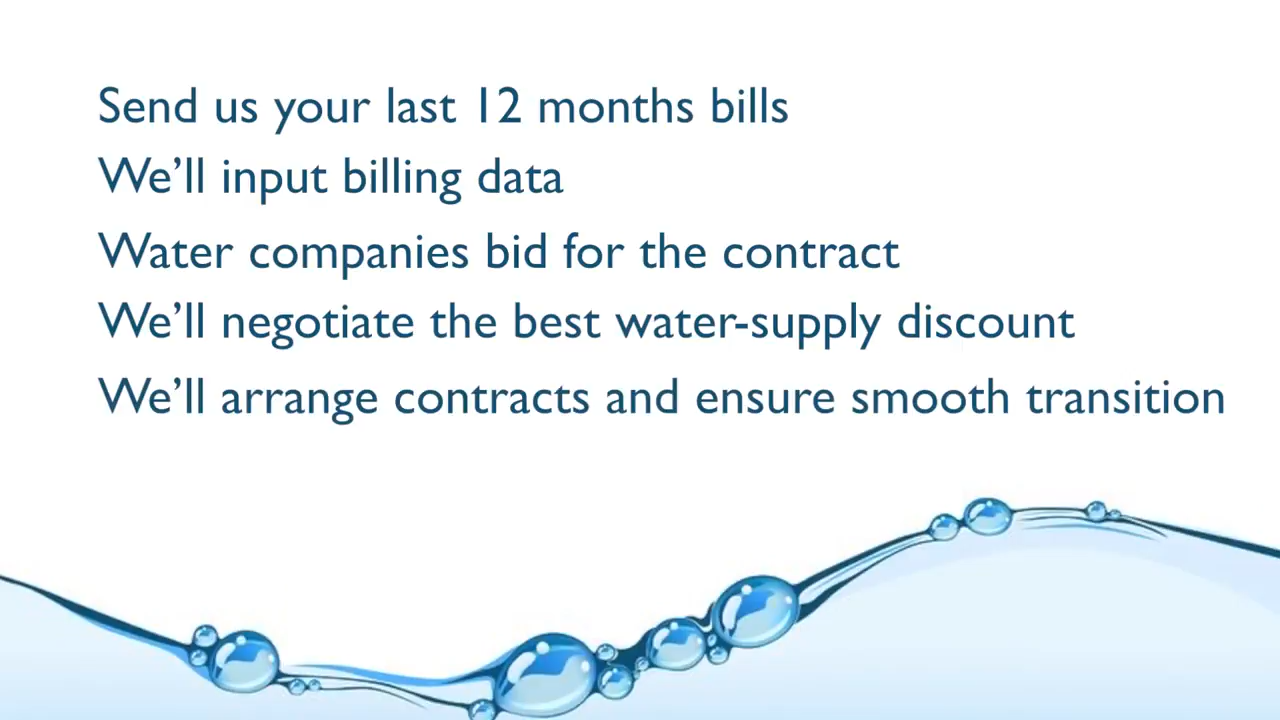 Send us your last 12 months bills
We’ll input billing data
Water companies bid for the contract
We’ll negotiate the best water-supply discount
We’ll arrange contracts and ensure smooth transition